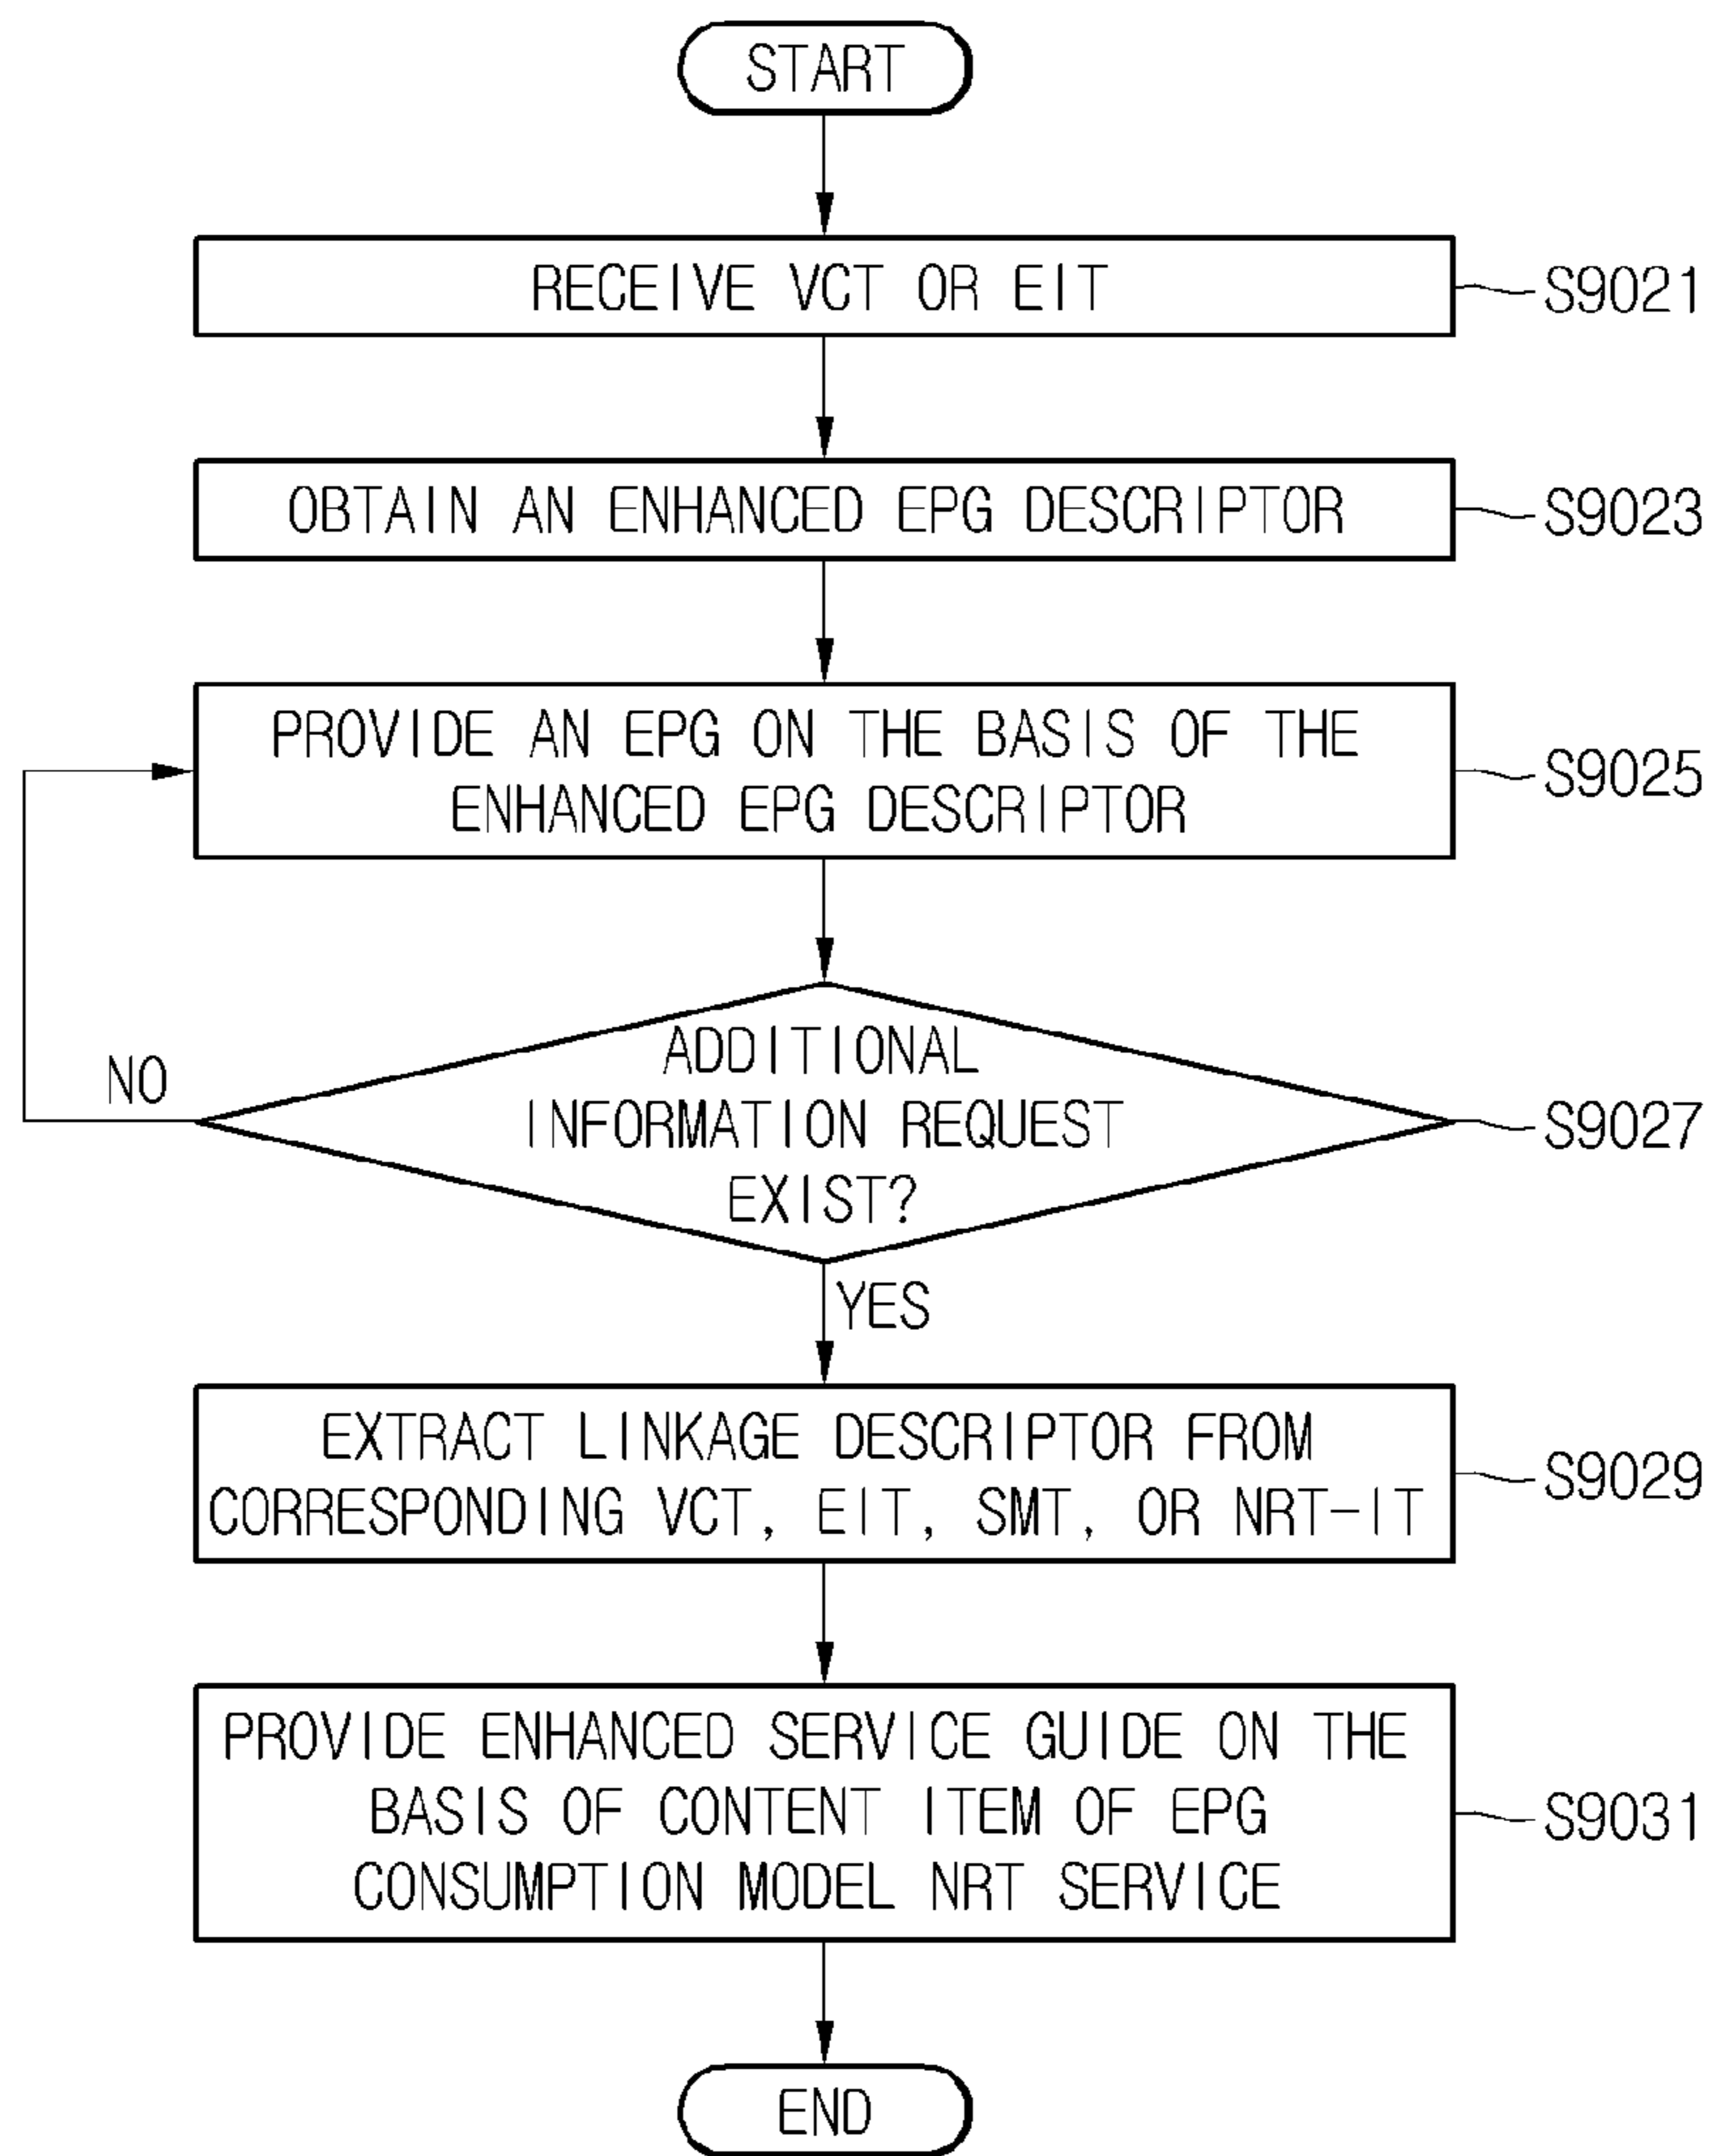 START
RECEIVE VCT OR EIT
S9021
OBTAIN AN ENHANCED EPG DESCRIPTOR
S9023
PROVIDE AN EPG ON THE BASIS OF THE
ENHANCED EPG DESCRIPTOR
S9025
ADDITIONAL
INFORMATION REQUEST
EXIST?
S9027
NO
YES
EXTRACT LINKAGE DESCRIPTOR FROM
CORRESPONDING VCT, EIT, SMT, OR NRT-IT
S9029
PROVIDE ENHANCED SERVICE GUIDE ON THE
BASIS OF CONTENT ITEM OF EPG
CONSUMPTION MODEL NRT SERVICE
S9031
END